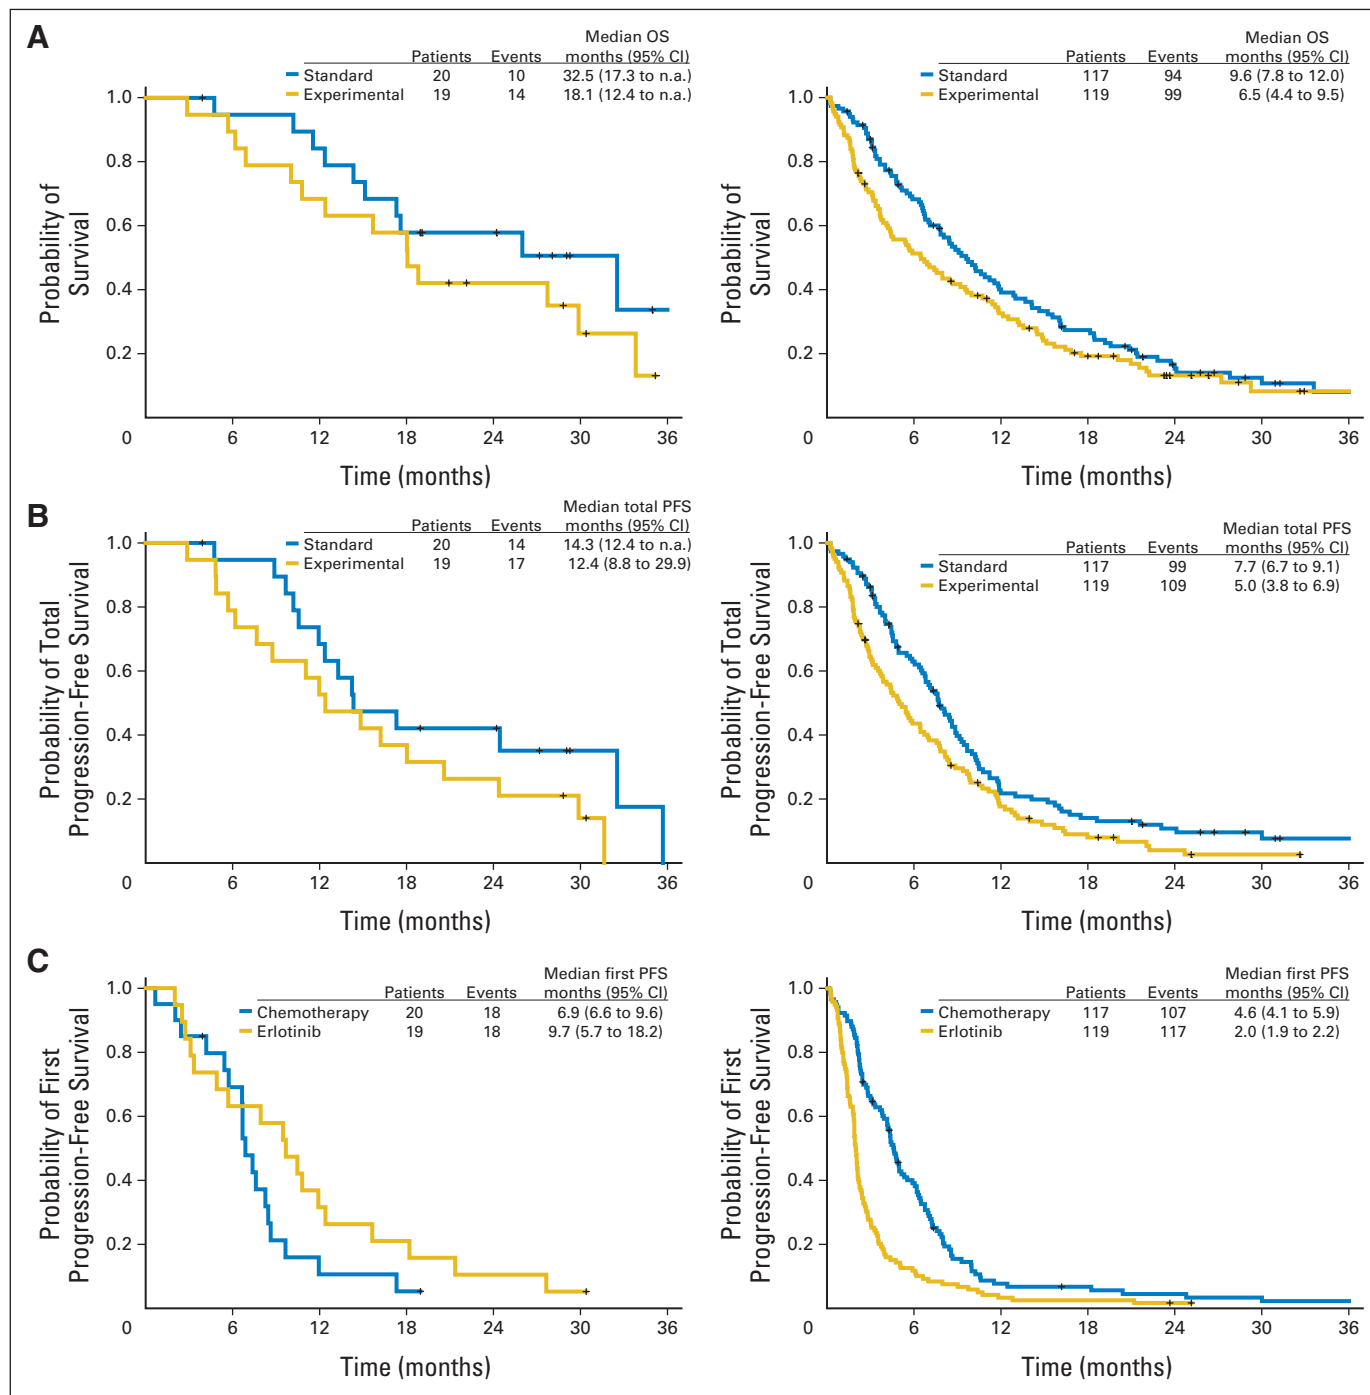 A
Median OS
Patients Events months (95% CI)
Standard 20 10 32.5 (17.3 to n.a.)
Experimental 19 14 18.1 (12.4 to n.a.)
Probability of
Survival
1.0
0.8
0.6
0.4
0.2
0 6 12 18 24 30 36
Time (months)
Median OS
Patients Events months (95% CI)
Standard 117 94 9.6 (7.8 to 12.0)
Experimental 119 99 6.5 (4.4 to 9.5)
Probability of
Survival
1.0
0.8
0.6
0.4
0.2
0 6 12 18 24 30 36
Time (months)
B
Median total PFS
Patients Events months (95% CI)
Standard 20 14 14.3 (12.4 to n.a.)
Experimental 19 17 12.4 (8.8 to 29.9)
Probability of Total
Progression-Free Survival
1.0
0.8
0.6
0.4
0.2
0 6 12 18 24 30 36
Time (months)
Median total PFS
Patients Events months (95% CI)
Standard 117 99 7.7 (6.7 to 9.1)
Experimental 119 109 5.0 (3.8 to 6.9)
Probability of Total
Progression-Free Survival
1.0
0.8
0.6
0.4
0.2
0 6 12 18 24 30 36
Time (months)
C
Median first PFS
Patients Events months (95% CI)
Chemotherapy 20 18 6.9 (6.6 to 9.6)
Erlotinib 19 18 9.7 (5.7 to 18.2)
Probability of First
Progression-Free Survival
1.0
0.8
0.6
0.4
0.2
0 6 12 18 24 30 36
Time (months)
Median first PFS
Patients Events months (95% CI)
Chemotherapy 117 107 4.6 (4.1 to 5.9)
Erlotinib 119 117 2.0 (1.9 to 2.2)
Probability of First
Progression-Free Survival
1.0
0.8
0.6
0.4
0.2
0 6 12 18 24 30 36
Time (months)